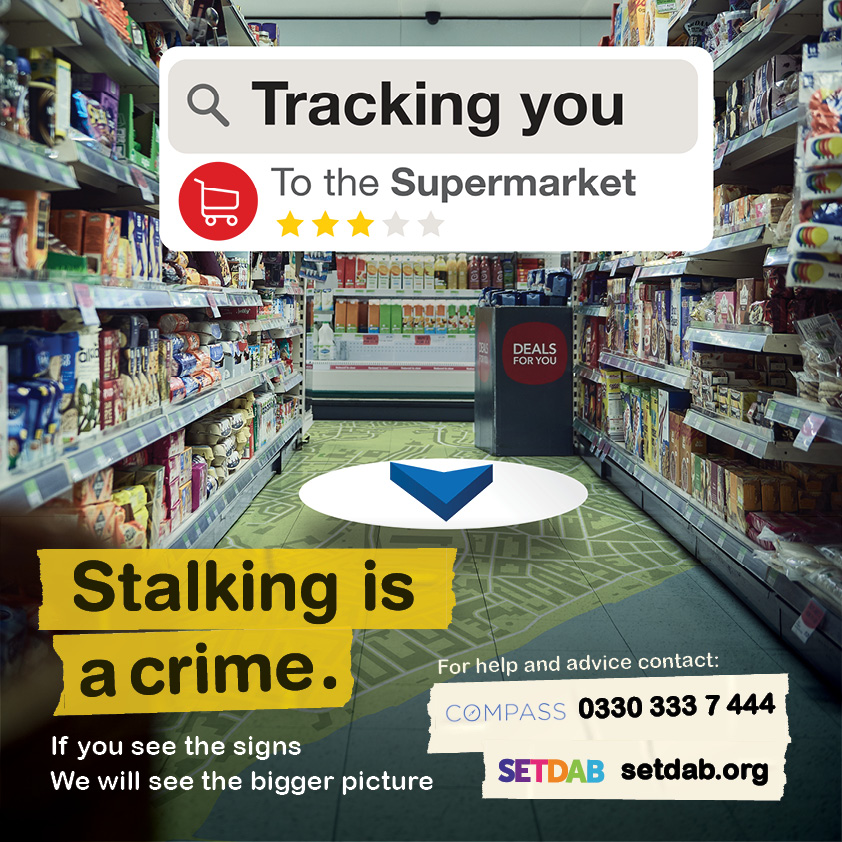 Tracking you
To the Supermarket
DEALS
FOR YOU
Stalking is
a crime.
If you see the signs
We will see the bigger picture
For help and advice contact:
COMPASS 0330 333 7 444
SETDAB setdab.org